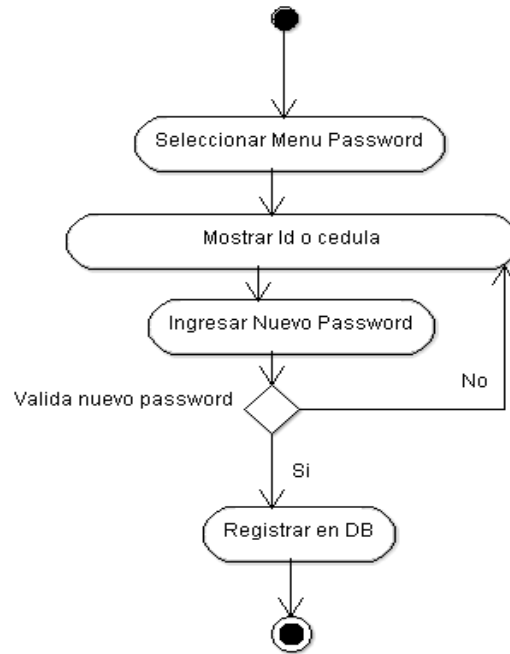 Seleccionar Menu Password
Mostrar Id o cedula
Ingresar Nuevo Password
No
Valida nuevo password
Si
Registrar en DB